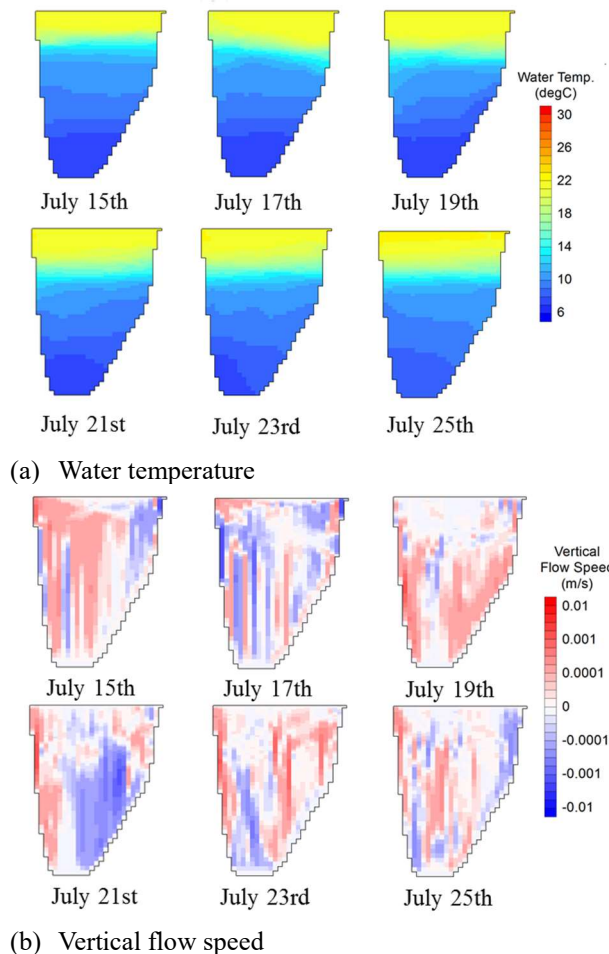 Water Temp.
(degC)
30
26
22
18
14
10
6
July 15th
July 17th
July 19th
July 21st
July 23rd
July 25th
(a) Water temperature
Vertical
Flow Speed
(m/s)
0.01
0.001
0.0001
0
-0.0001
-0.001
-0.01
July 15th
July 17th
July 19th
July 21st
July 23rd
July 25th
(b) Vertical flow speed